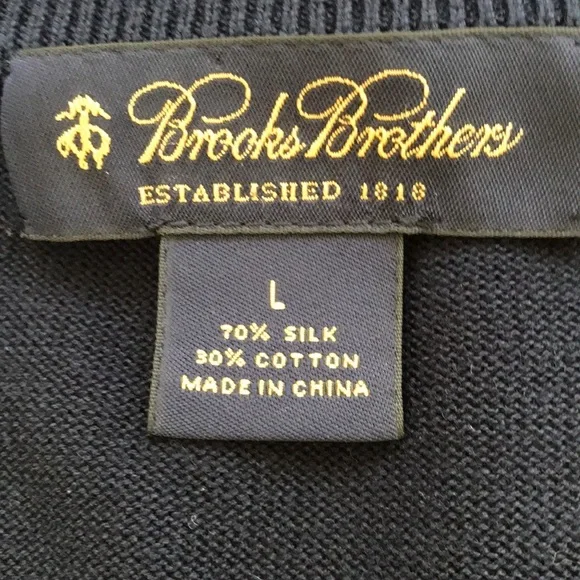 Brooks Brothers
ESTABLISHED 1818
L
70% SILK
30% COTTON
MADE IN CHINA